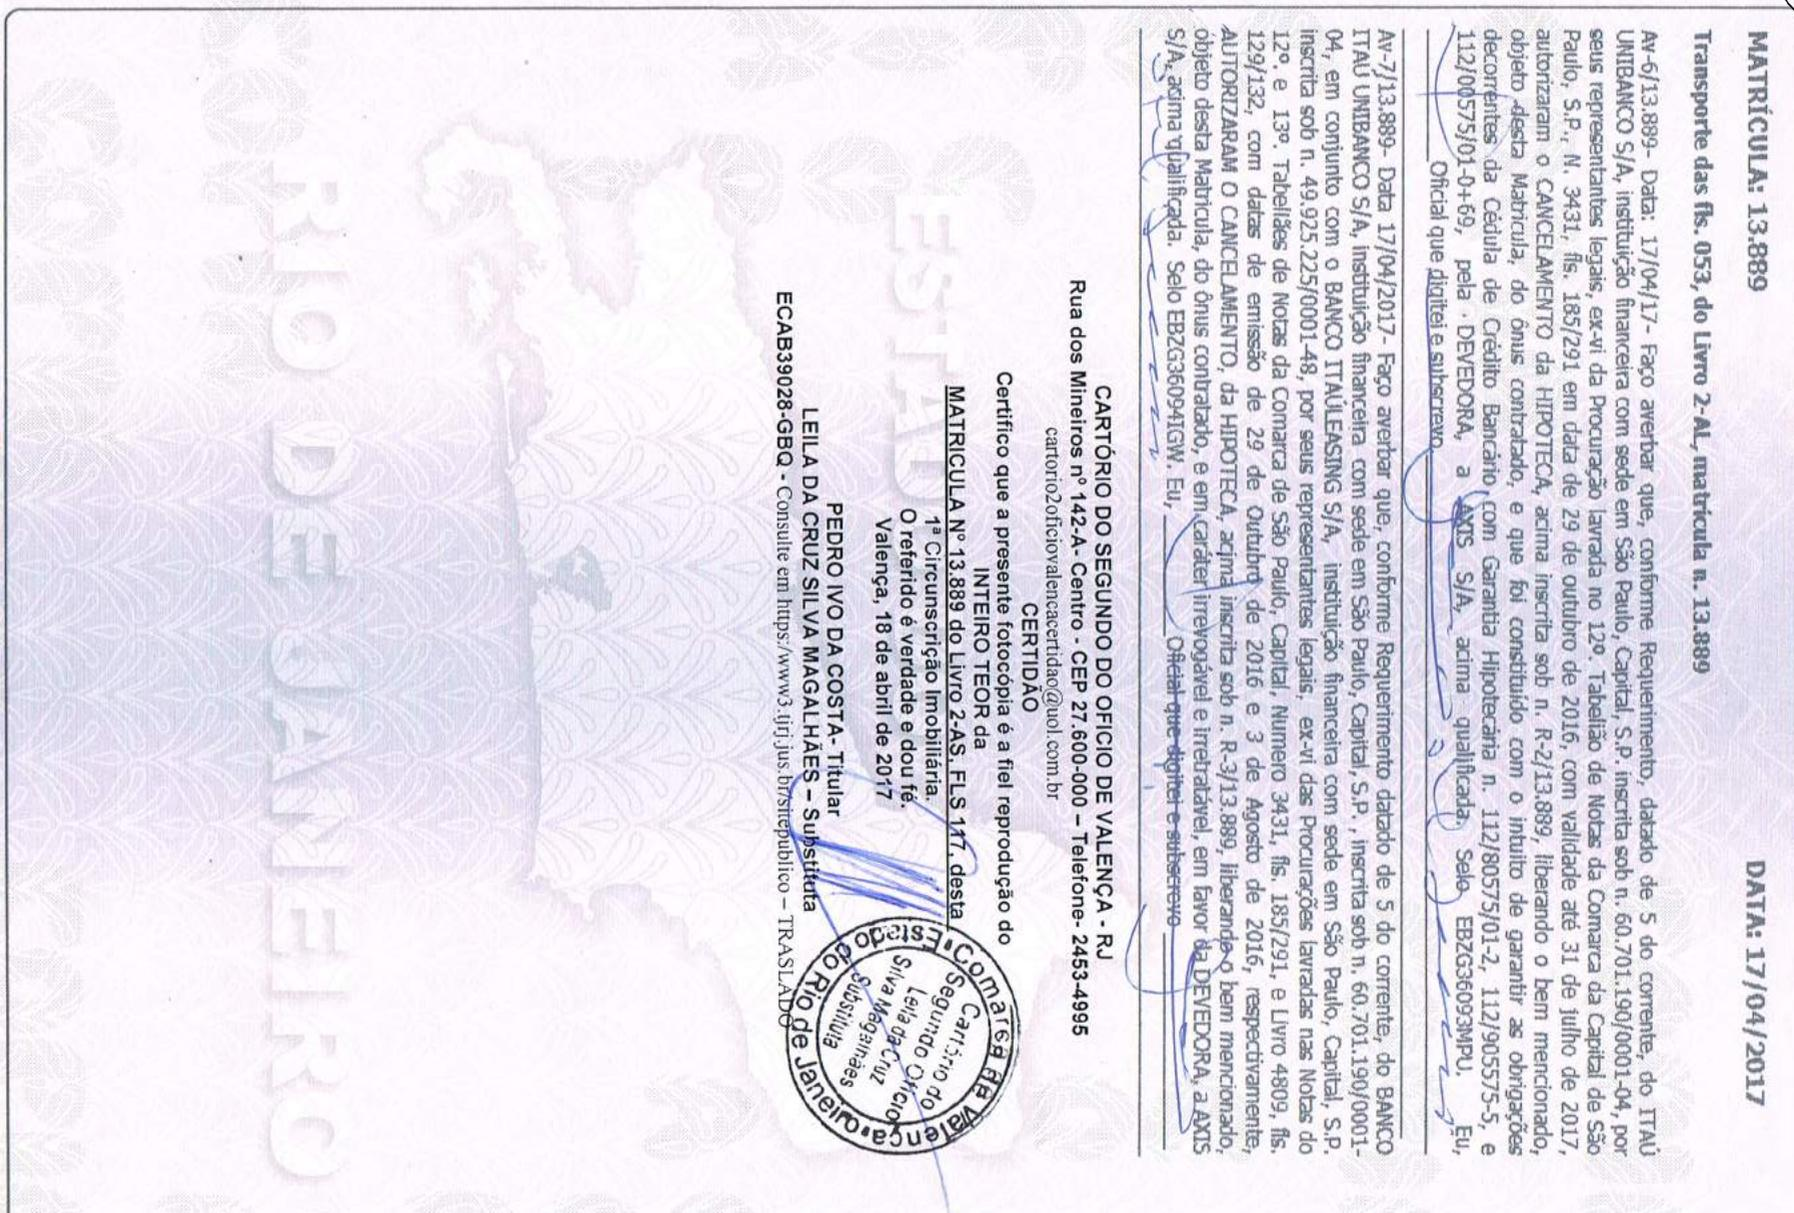 MATRÍCULA: 13.889 DATA: 17/04/2017
Transporte das fls. 053, do Livro 2-AL, matrícula n. 13.889
Av-6/13.889- Data: 17/04/17- Faço averbar que, conforme Requerimento, datado de 5 do corrente, do ITAÚ
UNIBANCO S/A, instituição financeira com sede em São Paulo, Capital, S.P. inscrita sob n. 60.701.190/0001-04, por
seus representantes legais, ex-vi da Procuração lavrada no 12º. Tabelião de Notas da Comarca da Capital de São
Paulo, S.P., N. 3431, fls. 185/291 em data de 29 de outubro de 2016, com validade até 31 de julho de 2017,
autorizaram o CANCELAMENTO da HIPOTECA, acima inscrita sob n. R-2/13.889, liberando o bem mencionado,
objeto desta Matrícula, do ônus contratado, e que foi constituído com o intuito de garantir as obrigações
decorrentes da Cédula de Crédito Bancário, com Garantia Hipotecária n. 112/80575/01-2, 112/905575-5, e
112/00575/01-0+69, pela DEVEDORA, a AXIS S/A, acima qualificada. Selo EBZG36093MPU. Eu,
Oficial que digitei e subscrevo.
Av-7/13.889- Data 17/04/2017- Faço averbar que, conforme Requerimento datado de 5 do corrente, do BANCO
ITAU UNIBANCO S/A, instituição financeira com sede em São Paulo, Capital, S.P. , inscrita sob n. 60.701.190/0001-
04, em conjunto com o BANCO ITAULEASING S/A, instituição financeira com sede em São Paulo, Capital, S.P.
inscrita sob n. 49.925.225/0001-48, por seus representantes legais, ex-vi das Procurações lavradas nas Notas do
12º. e 13º. Tabeliães de Notas da Comarca de São Paulo, Capital, Numero 3431, fls. 185/291, e Livro 4809, fls.
129/132, com datas de emissão de 29 de Outubro de 2016 e 3 de Agosto de 2016, respectivamente,
AUTORIZARAM O CANCELAMENTO, da HIPOTECA, acima inscrita sob n. R-3/13.889, liberando o bem mencionado,
objeto desta Matricula, do ônus contratado, e em caráter irrevogável e irretratável, em favor da DEVEDORA, a AXIS
S/A, acima qualificada. Selo EBZG36094IGW. Eu, Oficial que digitei e subscrevo
CARTÓRIO DO SEGUNDO DO OFICIO DE VALENÇA - RJ
Rua dos Mineiros nº 142-A- Centro - CEP 27.600-000 – Telefone- 2453-4995
cartorio2oficiovalencacertidao@uol.com.br
CERTIDÃO
Certifico que a presente fotocópia é a fiel reprodução do
INTEIRO TEOR da
MATRICULA Nº 13.889 do Livro 2-AS, FLS 117, desta
1ª Circunscrição Imobiliária.
O referido é verdade e dou fé.
Valença, 18 de abril de 2017
PEDRO IVO DA COSTA- Titular
LEILA DA CRUZ SILVA MAGALHÃES – Substituta
ECAB39028-GBQ - Consulte em https:/www3.tjrj.jus.br/sitepublico – TRASLADO
Comarca de Valença
Estado do Rio de Janeiro
Cartório do
Segundo Ofício
Leila da Cruz
Silva Magalhães
Substituta
ESTADO
RIO DE JANEIRO